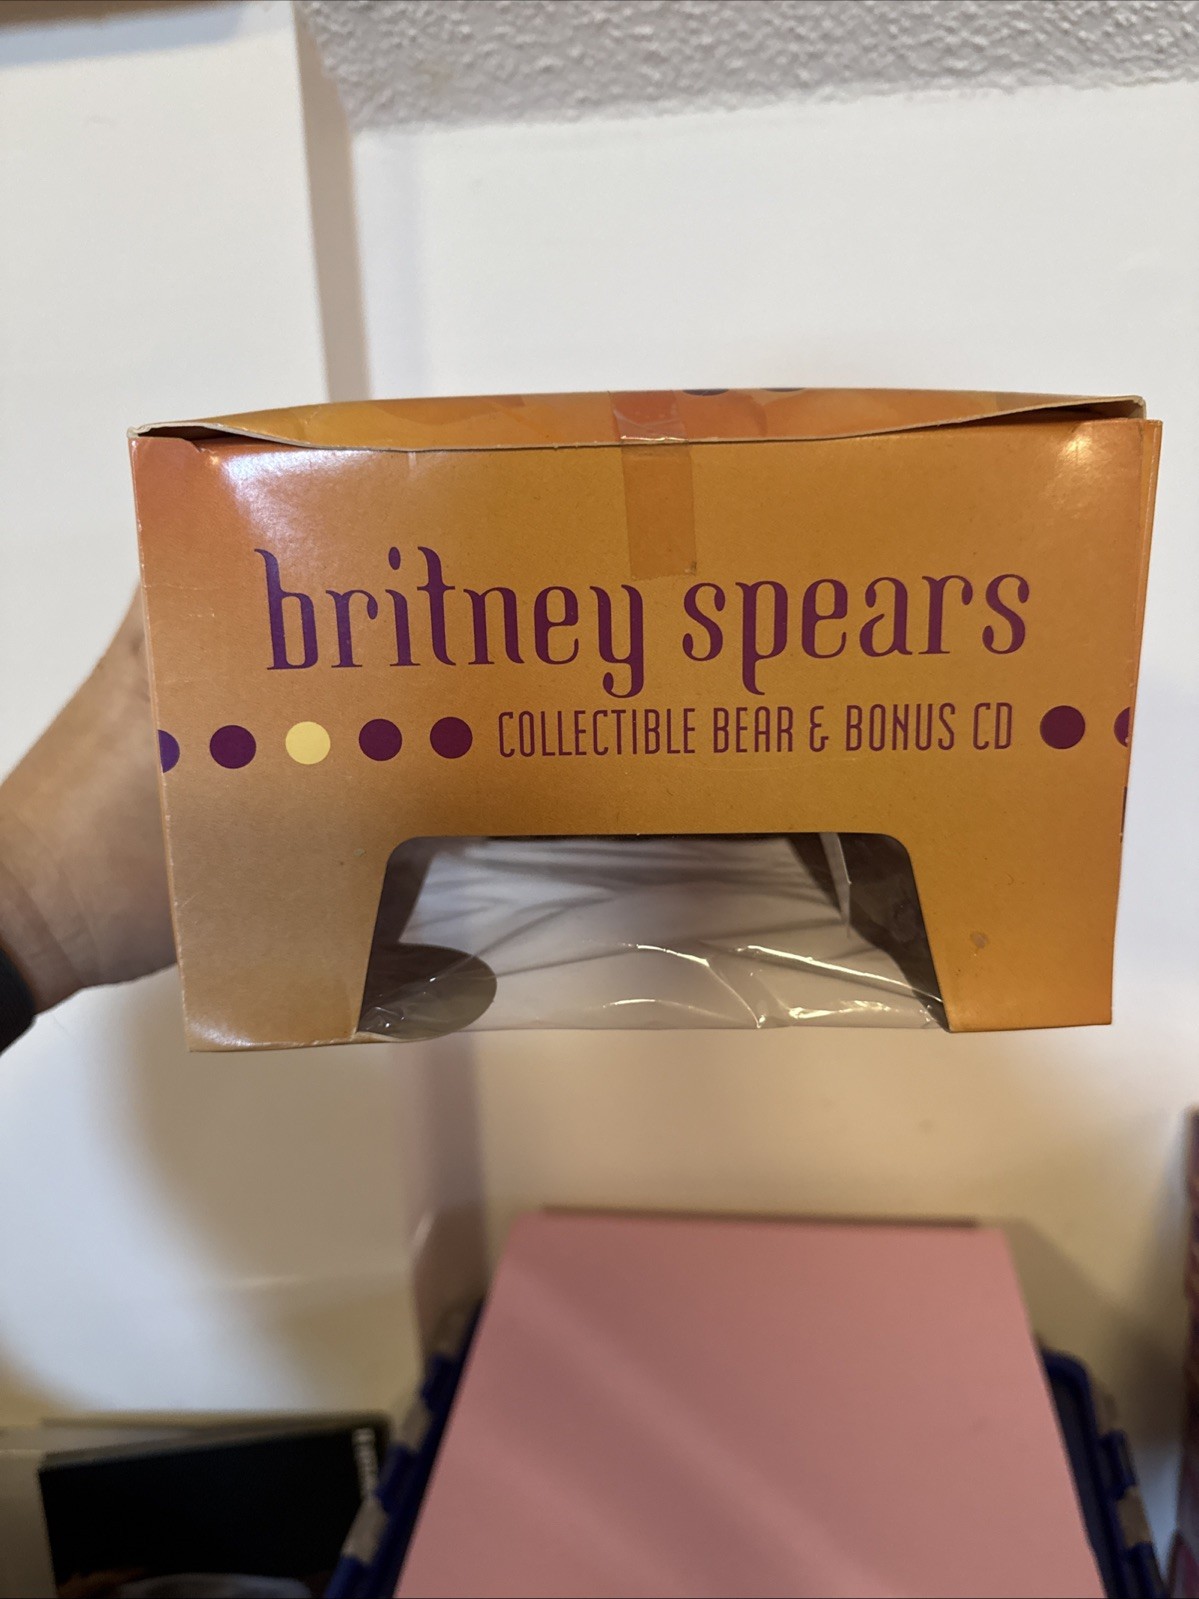 britney spears
COLLECTIBLE BEAR & BONUS CD